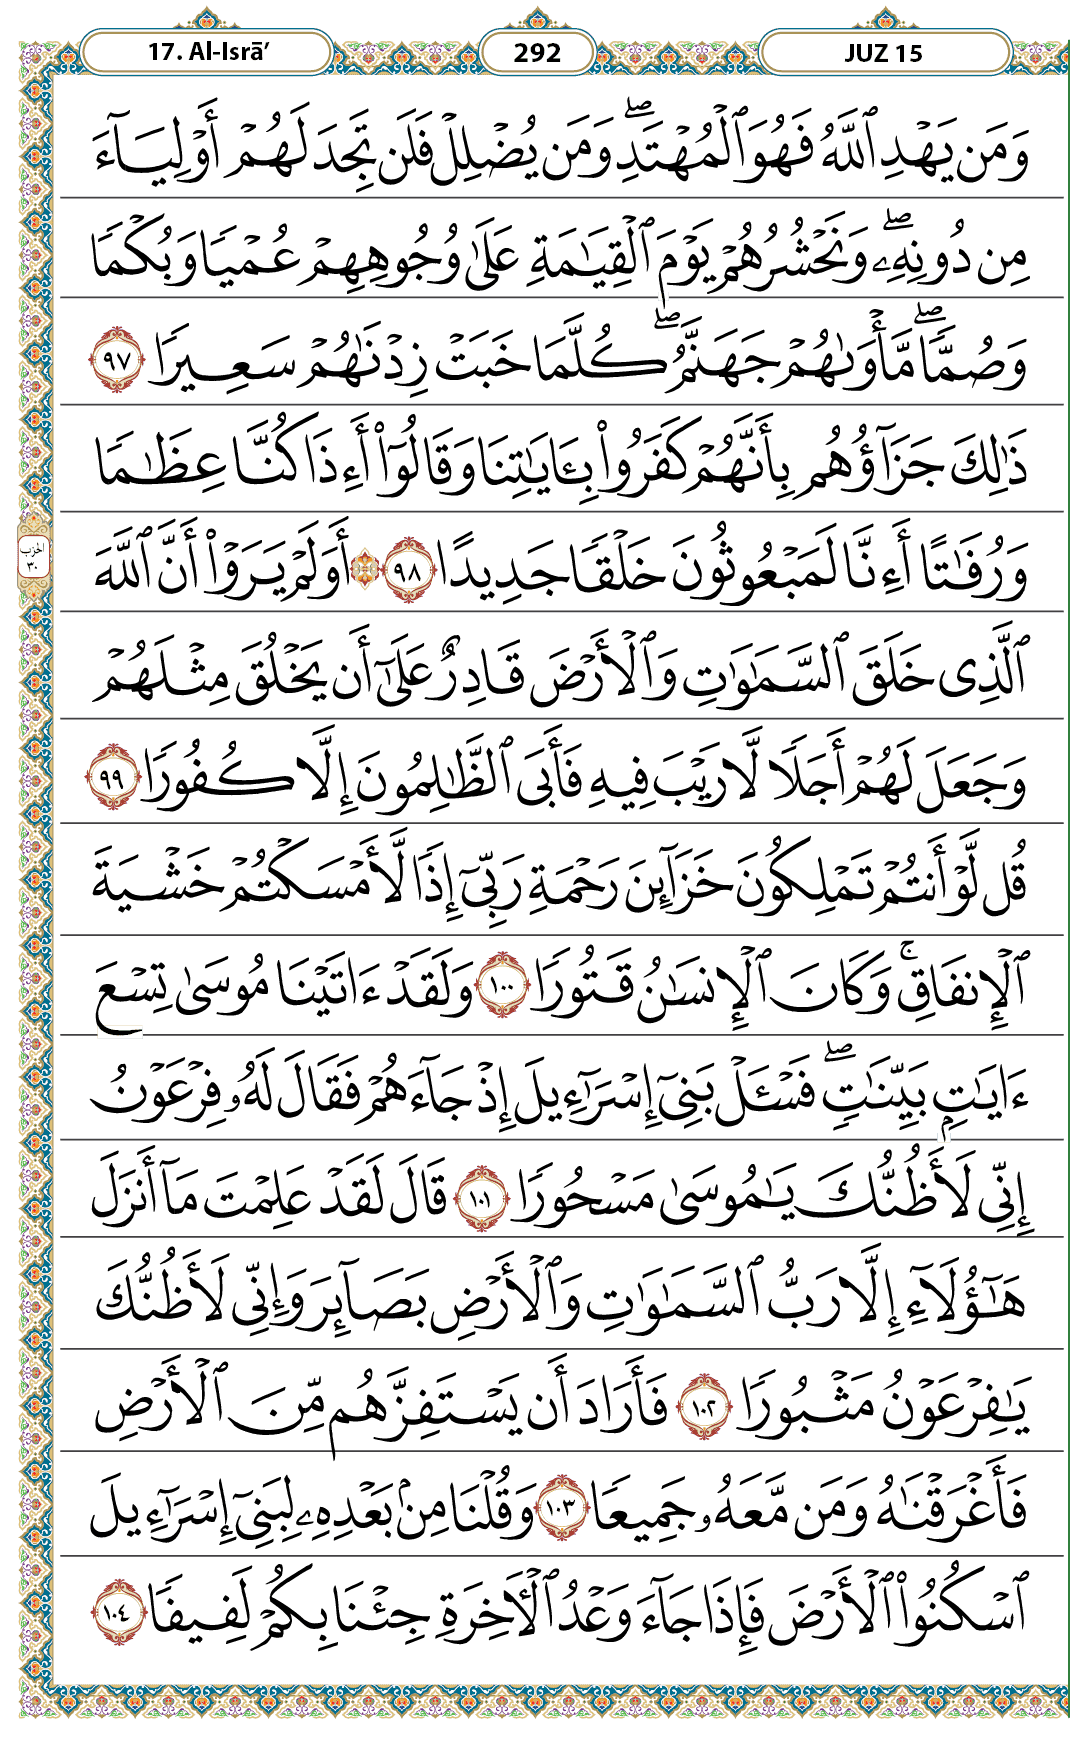 17. Al-Isrā’ 292 JUZ 15
وَمَن يَهْدِ ٱللَّهُ فَهُوَ ٱلْمُهْتَدِ ۖ وَمَن يُضْلِلْ فَلَن تَجِدَ لَهُمْ أَوْلِيَآءَ
مِن دُونِهِۦ ۖ وَنَحْشُرُهُمْ يَوْمَ ٱلْقِيَـٰمَةِ عَلَىٰ وُجُوهِهِمْ عُمْيًا وَبُكْمًا
وَصُمًّا ۖ مَّأْوَىٰهُمْ جَهَنَّمُ ۖ كُلَّمَا خَبَتْ زِدْنَـٰهُمْ سَعِيرًا ٩٧
ذَٰلِكَ جَزَآؤُهُم بِأَنَّهُمْ كَفَرُوا۟ بِـَٔايَـٰتِنَا وَقَالُوٓا۟ أَءِذَا كُنَّا عِظَـٰمًا
وَرُفَـٰتًا أَءِنَّا لَمَبْعُوثُونَ خَلْقًا جَدِيدًا ٩٨ ۞ أَوَلَمْ يَرَوْا۟ أَنَّ ٱللَّهَ
الحزب
٣٠
ٱلَّذِى خَلَقَ ٱلسَّمَـٰوَٰتِ وَٱلْأَرْضَ قَادِرٌ عَلَىٰٓ أَن يَخْلُقَ مِثْلَهُمْ
وَجَعَلَ لَهُمْ أَجَلًا لَّا رَيْبَ فِيهِ فَأَبَى ٱلظَّـٰلِمُونَ إِلَّا كُفُورًا ٩٩
قُل لَّوْ أَنتُمْ تَمْلِكُونَ خَزَآئِنَ رَحْمَةِ رَبِّىٓ إِذًا لَّأَمْسَكْتُمْ خَشْيَةَ
ٱلْإِنفَاقِ ۚ وَكَانَ ٱلْإِنسَـٰنُ قَتُورًا ١٠٠ وَلَقَدْ ءَاتَيْنَا مُوسَىٰ تِسْعَ
ءَايَـٰتٍۭ بَيِّنَـٰتٍ ۖ فَسْـَٔلْ بَنِىٓ إِسْرَٰٓءِيلَ إِذْ جَآءَهُمْ فَقَالَ لَهُۥ فِرْعَوْنُ
إِنِّى لَأَظُنُّكَ يَـٰمُوسَىٰ مَسْحُورًا ١٠١ قَالَ لَقَدْ عَلِمْتَ مَآ أَنزَلَ
هَـٰٓؤُلَآءِ إِلَّا رَبُّ ٱلسَّمَـٰوَٰتِ وَٱلْأَرْضِ بَصَآئِرَ وَإِنِّى لَأَظُنُّكَ
يَـٰفِرْعَوْنُ مَثْبُورًا ١٠٢ فَأَرَادَ أَن يَسْتَفِزَّهُم مِّنَ ٱلْأَرْضِ
فَأَغْرَقْنَـٰهُ وَمَن مَّعَهُۥ جَمِيعًا ١٠٣ وَقُلْنَا مِنۢ بَعْدِهِۦ لِبَنِىٓ إِسْرَٰٓءِيلَ
ٱسْكُنُوا۟ ٱلْأَرْضَ فَإِذَا جَآءَ وَعْدُ ٱلْـَٔاخِرَةِ جِئْنَا بِكُمْ لَفِيفًا ١٠٤